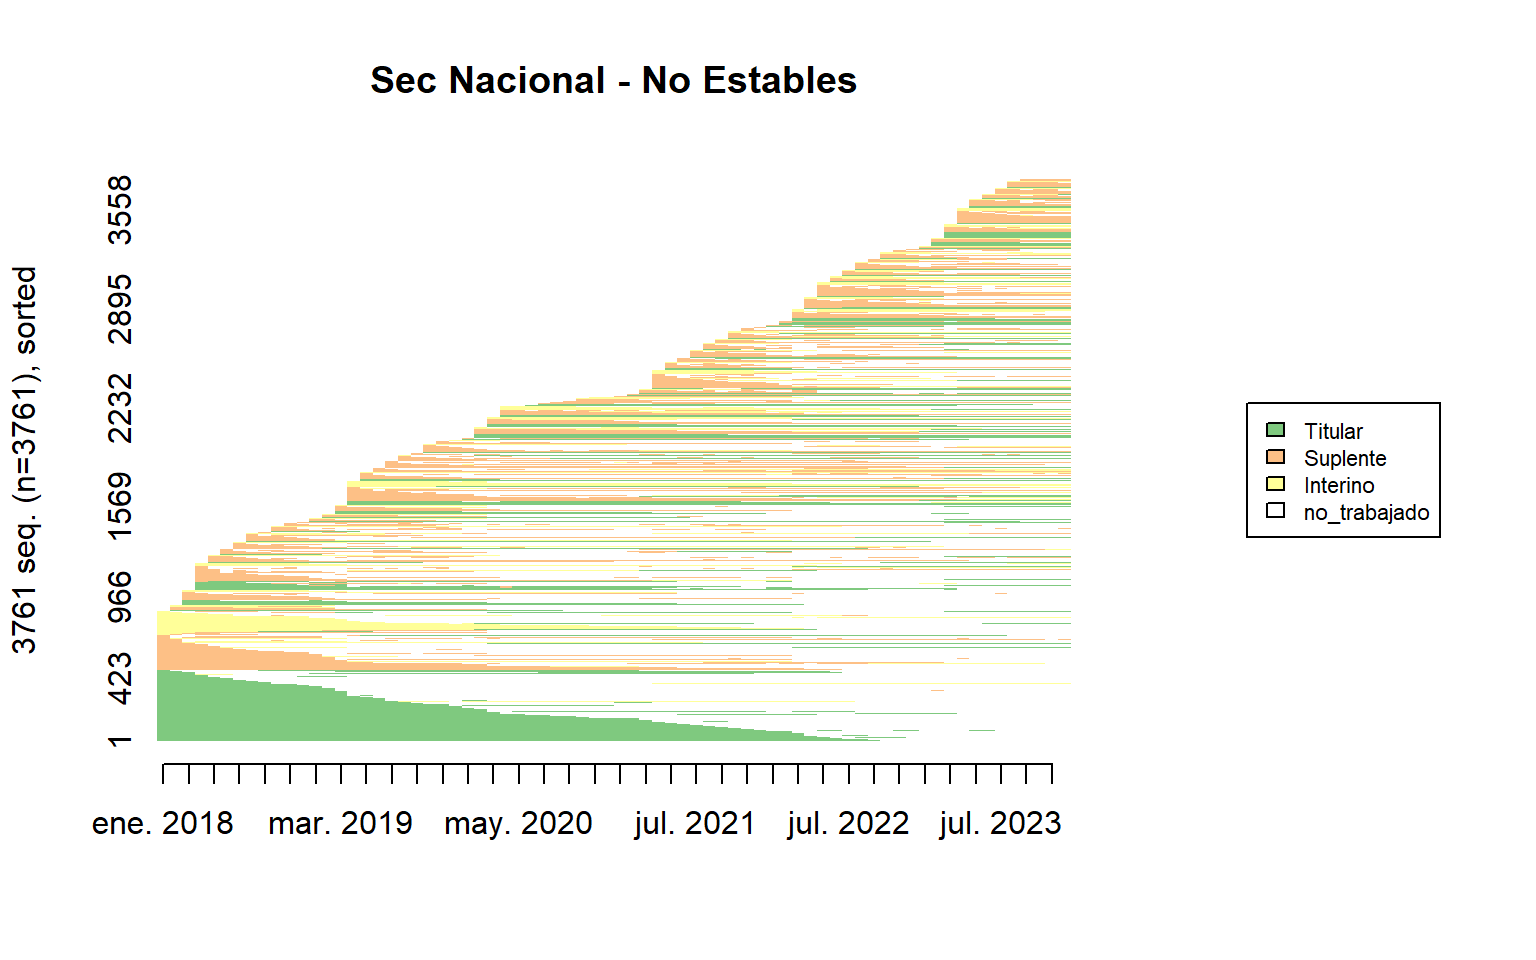 Sec Nacional - No Estables
3761 seq. (n=3761), sorted
3558
2895
2232
1569
966
423
1
Titular
Suplente
Interino
no_trabajado
ene. 2018 mar. 2019 may. 2020 jul. 2021 jul. 2022 jul. 2023